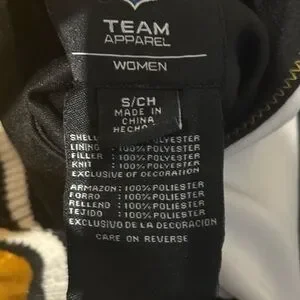 TEAM
APPAREL
WOMEN
S/CH
MADE IN
CHINA
HECHO
SHELL : 100% POLYESTER
LINING : 100% POLYESTER
FILLER : 100% POLYESTER
KNIT : 100% POLYESTER
EXCLUSIVE OF DECORATION
ARMAZON : 100% POLIESTER
FORRO : 100% POLIESTER
RELLENO : 100% POLIESTER
TEJIDO : 100% POLIESTER
EXCLUSIVO DE LA DECORACION
CARE ON REVERSE